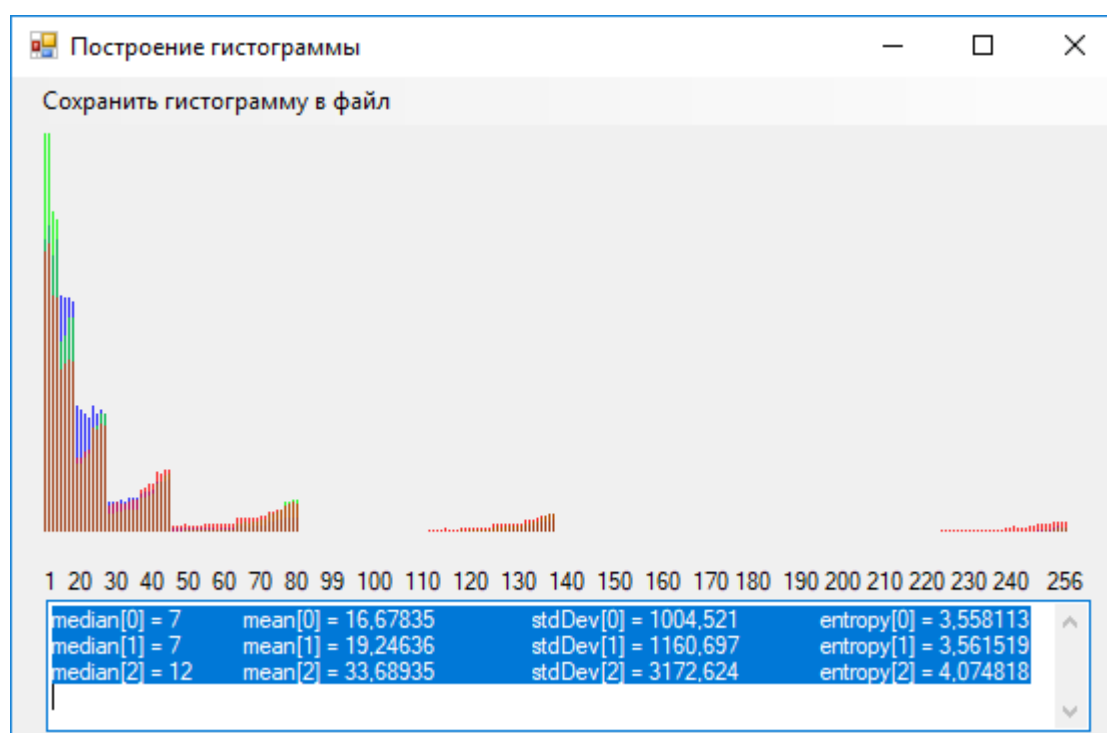 Построение гистограммы
Сохранить гистограмму в файл
1 20 30 40 50 60 70 80 99 100 110 120 130 140 150 160 170 180 190 200 210 220 230 240 256
median[0] = 7 mean[0] = 16,67835 stdDev[0] = 1004,521 entropy[0] = 3,558113
median[1] = 7 mean[1] = 19,24636 stdDev[1] = 1160,697 entropy[1] = 3,561519
median[2] = 12 mean[2] = 33,68935 stdDev[2] = 3172,624 entropy[2] = 4,074818